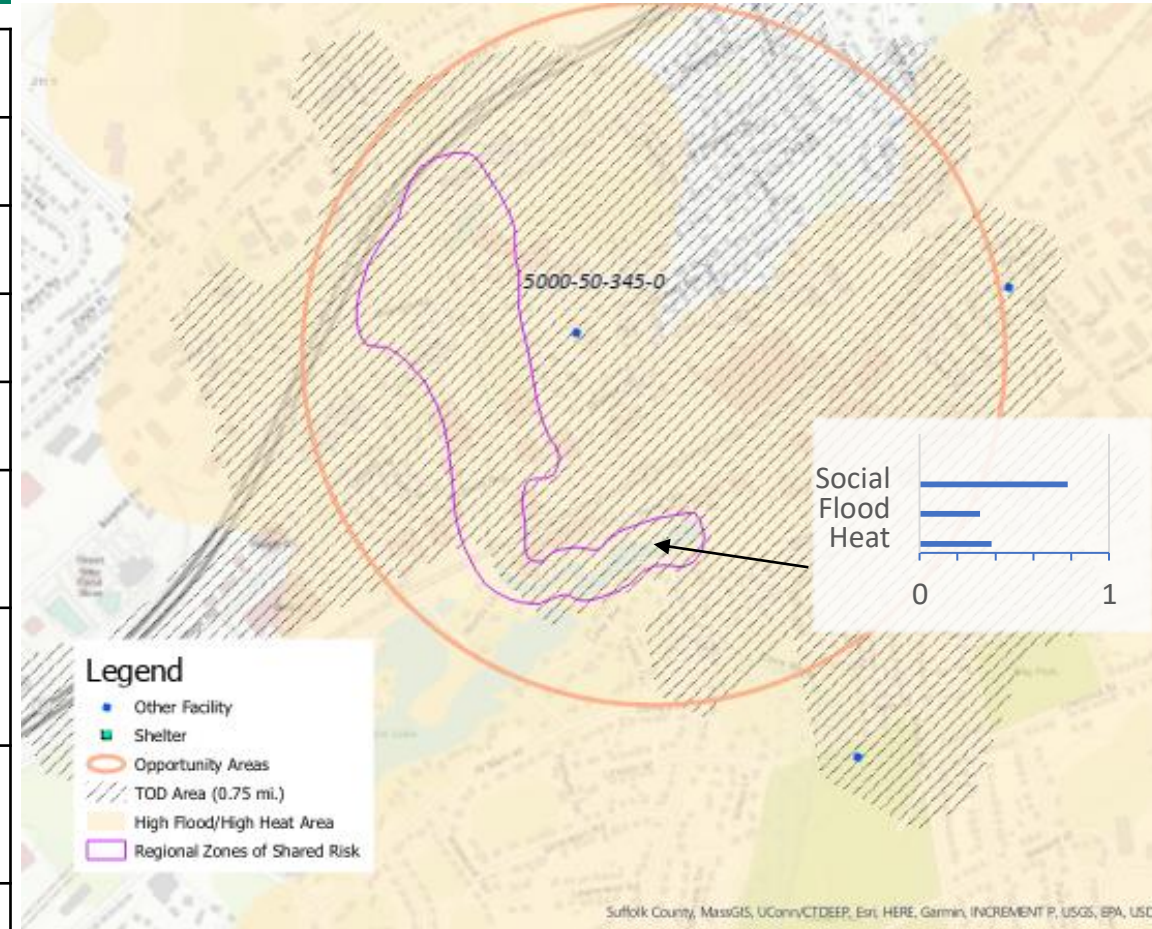 5000-50-345-0
Social
Flood
Heat
0 1
Legend
Other Facility
Shelter
Opportunity Areas
TOD Area (0.75 mi.)
High Flood/High Heat Area
Regional Zones of Shared Risk
Suffolk County, MassGIS, UConn/CTDEEP, Esri, HERE, Garmin, INCREMENT P, USGS, EPA, USD